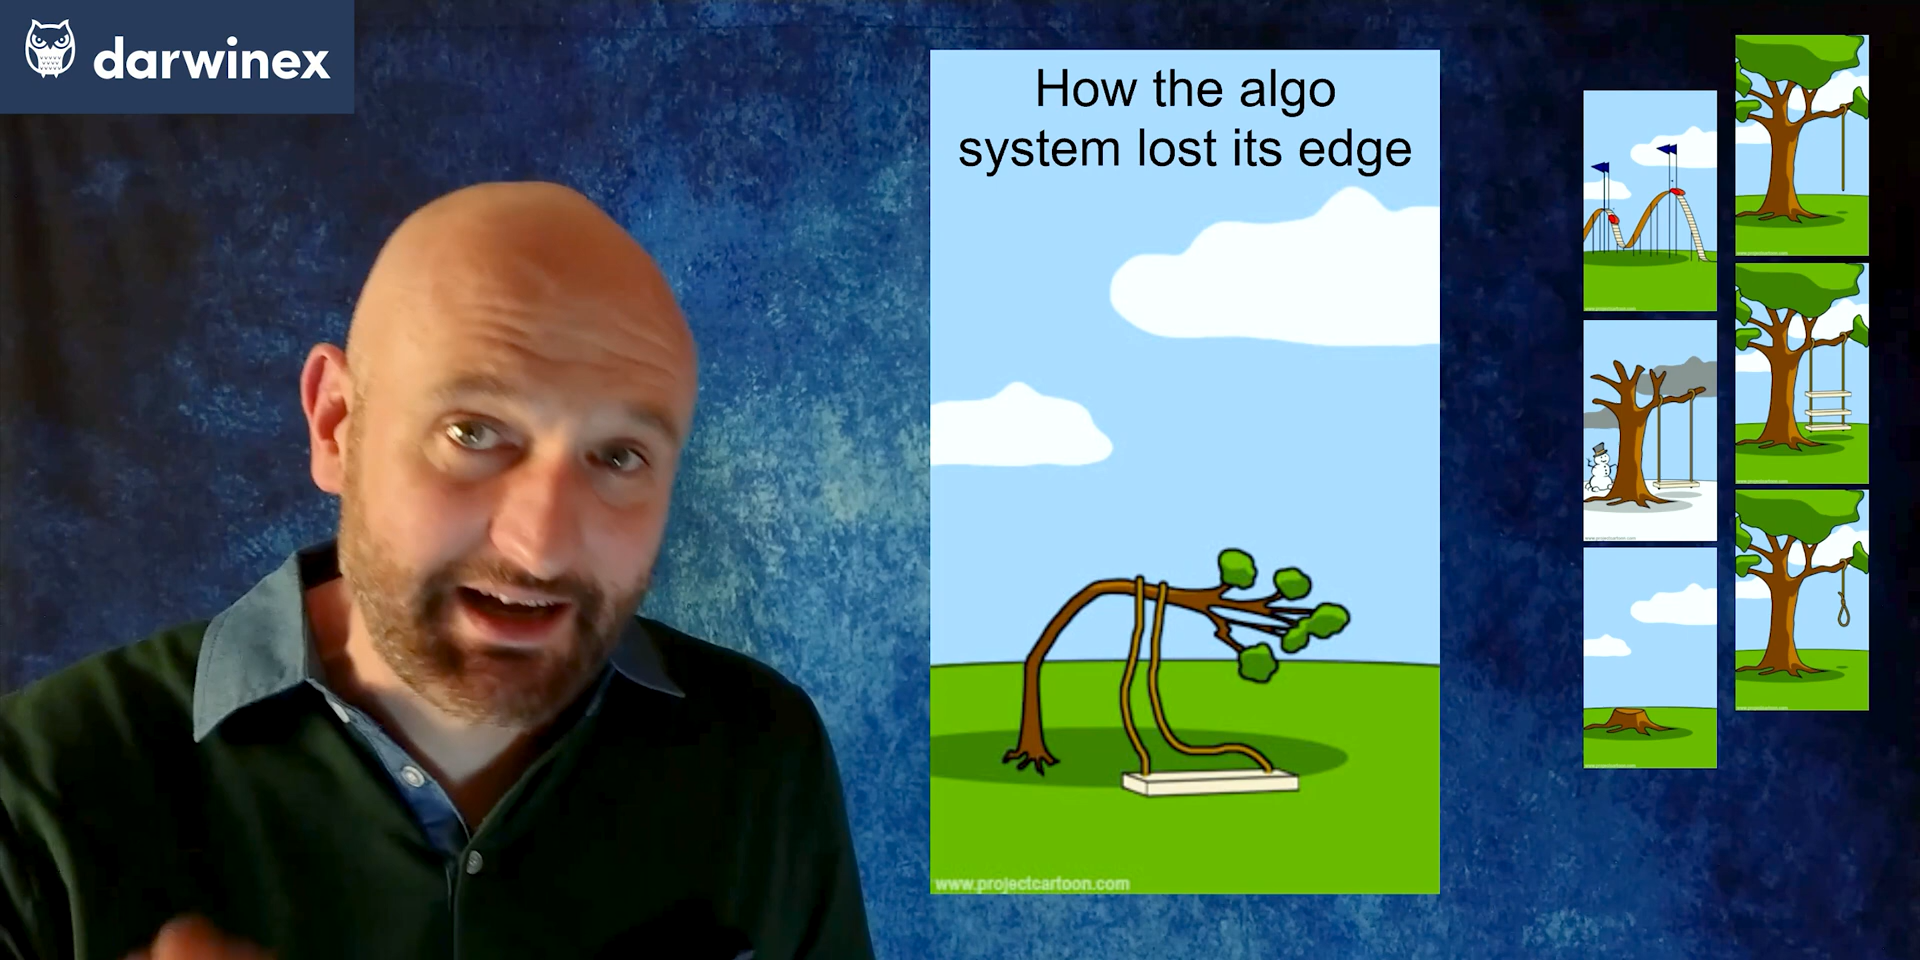 darwinex
How the algo
system lost its edge
www.projectcartoon.com